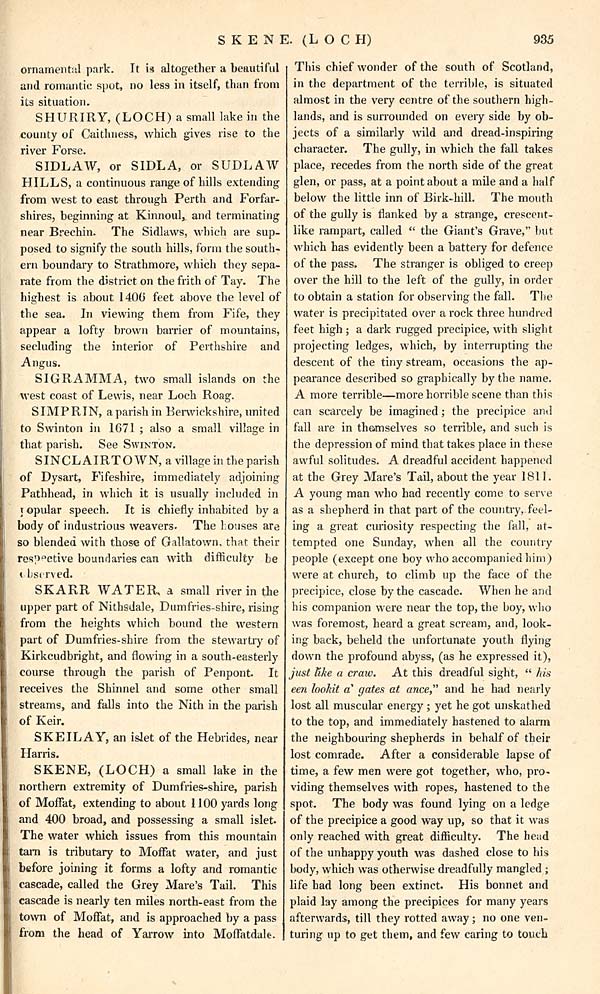 SKENE. (LOCH)
935
ornamental park. It is altogether a beautiful
and romantic spot, no less in itself, than from
its situation.
SHURIRY, (LOCH) a small lake in the
county of Caithness, which gives rise to the
river Forse.
SIDLAW, or SIDLA, or SUDLAW
HILLS, a continuous range of hills extending
from west to east through Perth and Forfar-
shires, beginning at Kinnoul, and terminating
near Brechin. The Sidlaws, which are sup-
posed to signify the south hills, form the south-
ern boundary to Strathmore, which they sepa-
rate from the district on the frith of Tay. The
highest is about 1406 feet above the level of
the sea. In viewing them from Fife, they
appear a lofty brown barrier of mountains,
secluding the interior of Perthshire and
Angus.
SIGRAMMA, two small islands on the
west coast of Lewis, near Loch Roag.
SIMPRIN, a parish in Berwickshire, united
to Swinton in 1671 ; also a small village in
that parish. See SWINTON.
SINCLAIRTOWN, a village in the parish
of Dysart, Fifeshire, immediately adjoining
Pathhead, in which it is usually included in
popular speech. It is chiefly inhabited by a
body of industrious weavers. The houses are
so blended with those of Gallatown, that their
respective boundaries can with difficulty be
observed.
SKARR WATER, a small river in the
upper part of Nithsdale, Dumfries-shire, rising
from the heights which bound the western
part of Dumfries-shire from the stewartry of
Kirkcudbright, and flowing in a south-easterly
course through the parish of Penpont. It
receives the Shinnel and some other small
streams, and falls into the Nith in the parish
of Keir.
SKEILAY, an islet of the Hebrides, near
Harris.
SKENE, (LOCH) a small lake in the
northern extremity of Dumfries-shire, parish
of Moffat, extending to about 1100 yards long
and 400 broad, and possessing a small islet.
The water which issues from this mountain
tarn is tributary to Moffat water, and just
before joining it forms a lofty and romantic
cascade, called the Grey Mare's Tail. This
cascade is nearly ten miles north-east from the
town of Moffat, and is approached by a pass
from the head of Yarrow into Moffatdale.
This chief wonder of the south of Scotland,
in the department of the terrible, is situated
almost in the very centre of the southern high-
lands, and is surrounded on every side by ob-
jects of a similarly wild and dread-inspiring
character. The gully, in which the fall takes
place, recedes from the north side of the great
glen, or pass, at a point about a mile and a half
below the little inn of Birk-hill. The mouth
of the gully is flanked by a strange, crescent-
like rampart, called " the Giant's Grave," but
which has evidently been a battery for defence
of the pass. The stranger is obliged to creep
over the hill to the left of the gully, in order
to obtain a station for observing the fall. The
water is precipitated over a rock three hundred
feet high ; a dark rugged precipice, with slight
projecting ledges, which, by interrupting the
descent of the tiny stream, occasions the ap-
pearance described so graphically by the name.
A more terrible—more horrible scene than this
can scarcely be imagined ; the precipice and
fall are in themselves so terrible, and such is
the depression of mind that takes place in these
awful solitudes. A dreadful accident happened
at the Grey Mare's Tail, about the year 1811.
A young man who had recently come to serve
as a shepherd in that part of the country, feel-
ing a great curiosity respecting the fall, at-
tempted one Sunday, when all the country
people (except one boy who accompanied him)
were at church, to climb up the face of the
precipice, close by the cascade. When he and
his companion were near the top, the boy, who
was foremost, heard a great scream, and, look-
ing back, beheld the unfortunate youth flying
down the profound abyss, (as he expressed it),
just like a craw. At this dreadful sight, " his
een lookit a' gates at ance," and he had nearly
lost all muscular energy ; yet he got unskathed
to the top, and immediately hastened to alarm
the neighbouring shepherds in behalf of their
lost comrade. After a considerable lapse of
time, a few men were got together, who, pro-
viding themselves with ropes, hastened to the
spot. The body was found lying on a ledge
of the precipice a good way up, so that it was
only reached with great difficulty. The head
of the unhappy youth was dashed close to his
body, which was otherwise dreadfully mangled ;
life had long been extinct. His bonnet and
plaid lay among the precipices for many years
afterwards, till they rotted away ; no one ven-
turing up to get them, and few caring to touch